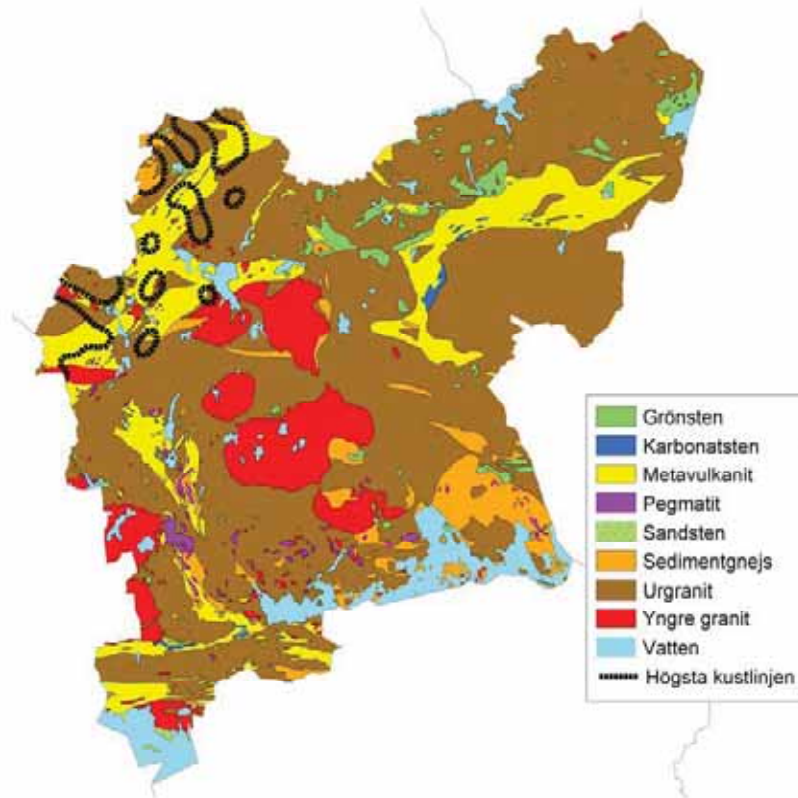 Grönsten
Karbonatsten
Metavulkanit
Pegmatit
Sandsten
Sedimentgnejs
Urgranit
Yngre granit
Vatten
Högsta kustlinjen